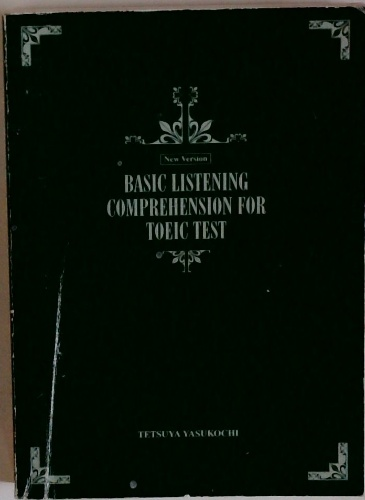 New Version
BASIC LISTENING
COMPREHENSION FOR
TOEIC TEST
TETSUYA YASUKOCHI